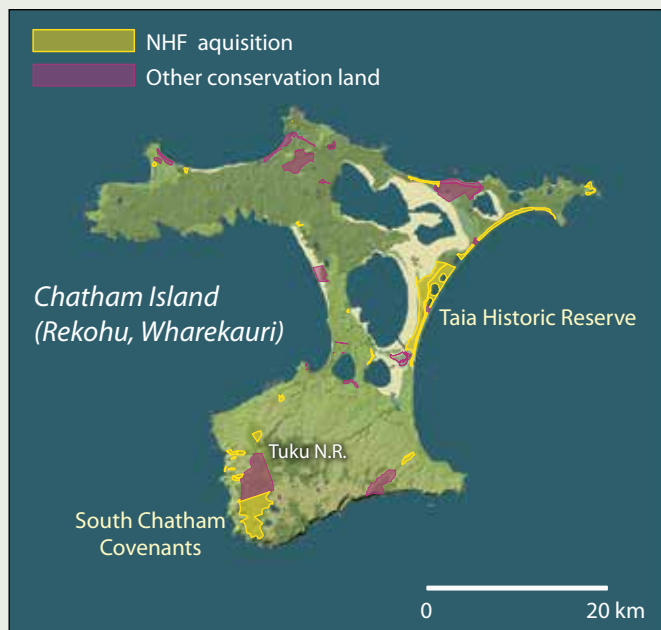 NHF aquisition
Other conservation land
Chatham Island
(Rekohu, Wharekauri)
Taia Historic Reserve
Tuku N.R.
South Chatham
Covenants
0
20 km